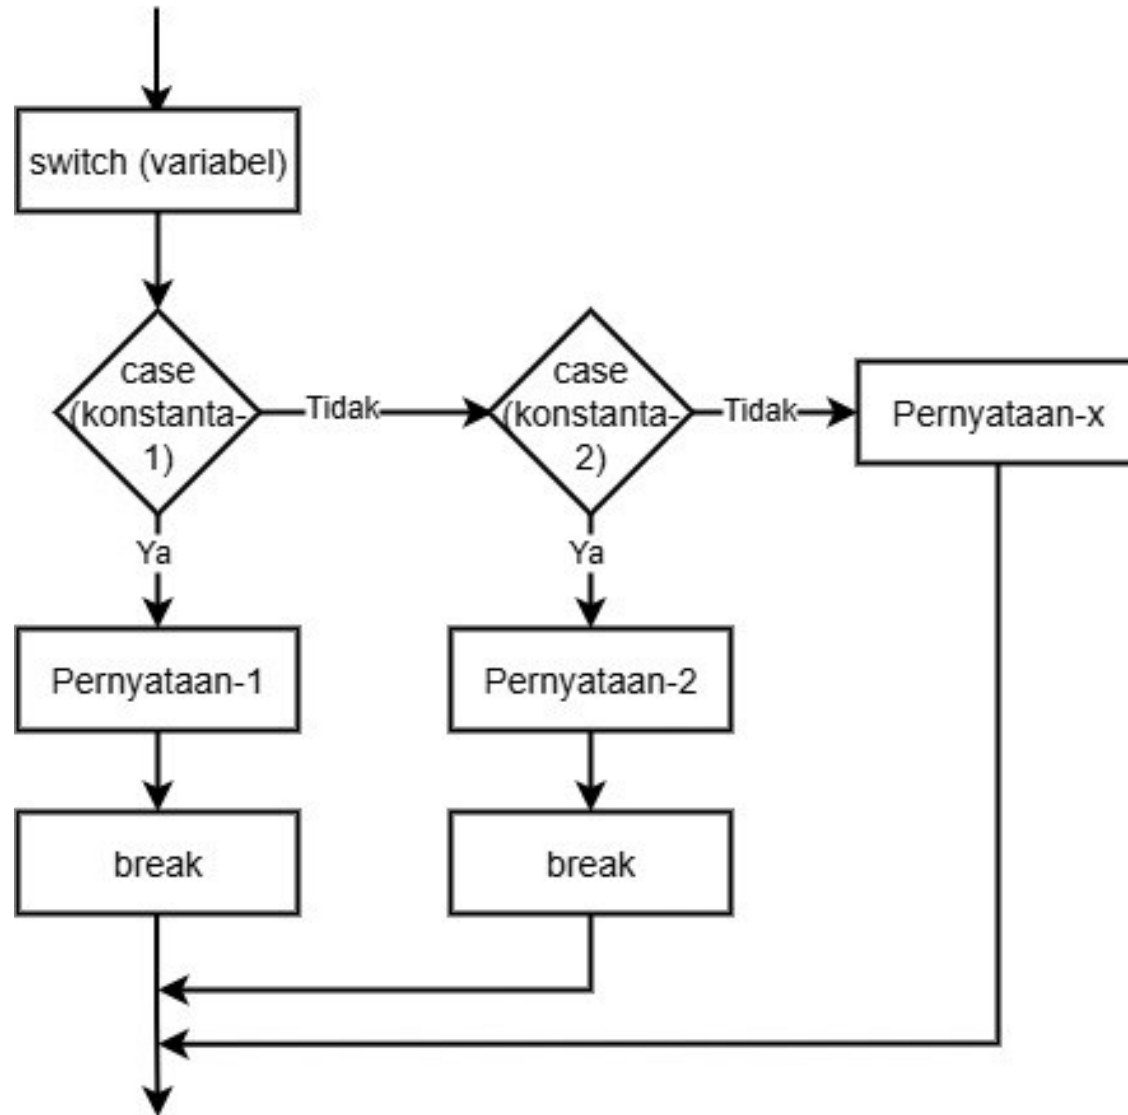 switch (variabel)
case
(konstanta-
1)
Tidak
case
(konstanta-
2)
Tidak
Pernyataan-x
Ya
Ya
Pernyataan-1
Pernyataan-2
break
break